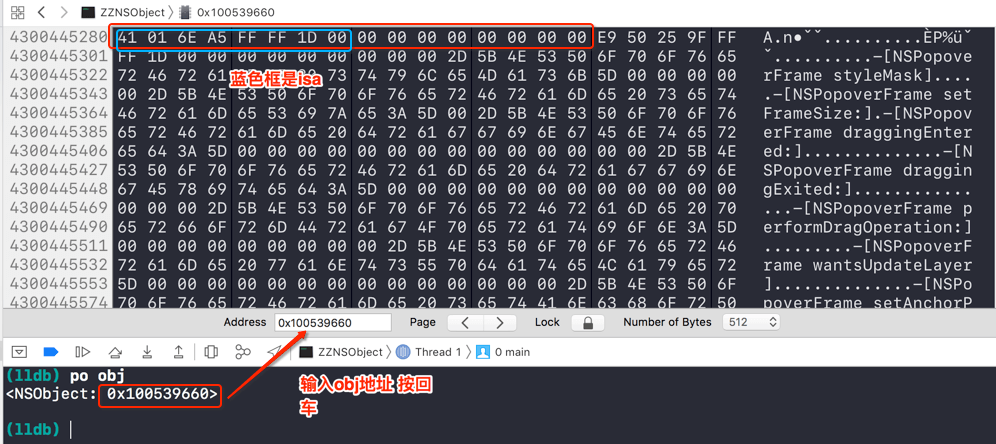 ZZNSObject 〉 0x100539660
4300445280 41 01 6E A5 FF FF 1D 00 00 00 00 00 00 00 00 00 E9 50 25 9F FF A.n•ˇˇ..........ÈP%üˇ
4300445301 FF 1D 00 00 00 00 00 00 00 00 00 2D 5B 4E 53 50 6F 70 6F 76 65 ˇ..........-[NSPopove
4300445322 72 46 72 61 73 74 79 6C 65 4D 61 73 6B 5D 00 00 00 00 rFrame styleMask]....
4300445343 00 2D 5B 4E 53 50 6F 70 6F 76 65 72 46 72 61 6D 65 20 73 65 74 .-[NSPopoverFrame set
4300445364 46 72 61 6D 65 53 69 7A 65 3A 5D 00 2D 5B 4E 53 50 6F 70 6F 76 FrameSize:].-[NSPopov
4300445385 65 72 46 72 61 6D 65 20 64 72 61 67 67 69 6E 67 45 6E 74 65 72 erFrame draggingEnter
4300445406 65 64 3A 5D 00 00 00 00 00 00 00 00 00 00 00 00 00 00 2D 5B 4E ed:]..............-[N
4300445427 53 50 6F 70 6F 76 65 72 46 72 61 6D 65 20 64 72 61 67 67 69 6E SPopoverFrame draggin
4300445448 67 45 78 69 74 65 64 3A 5D 00 00 00 00 00 00 00 00 00 00 00 00 gExited:]............
4300445469 00 00 00 2D 5B 4E 53 50 6F 70 6F 76 65 72 46 72 61 6D 65 20 70 ...-[NSPopoverFrame p
4300445490 65 72 66 6F 72 6D 44 72 61 67 4F 70 65 72 61 74 69 6F 6E 3A 5D erformDragOperation:]
4300445511 00 00 00 00 00 00 00 00 00 2D 5B 4E 53 50 6F 70 6F 76 65 72 46 .........-[NSPopoverF
4300445532 72 61 6D 65 20 77 61 6E 74 73 55 70 64 61 74 65 4C 61 79 65 72 rame wantsUpdateLayer
4300445553 5D 00 00 00 00 00 00 00 00 00 00 00 00 00 00 2D 5B 4E 53 50 6F ]..............-[NSPo
4300445574 70 6F 76 65 72 46 72 61 6D 65 20 73 65 74 41 6E 63 68 6F 72 50 poverFrame setAnchorP
蓝色框是isa
Address 0x100539660 Page Lock Number of Bytes 512
ZZNSObject 〉 Thread 1 〉 0 main
(lldb) po obj
<NSObject: 0x100539660>
(lldb)
输入obj地址 按回
车